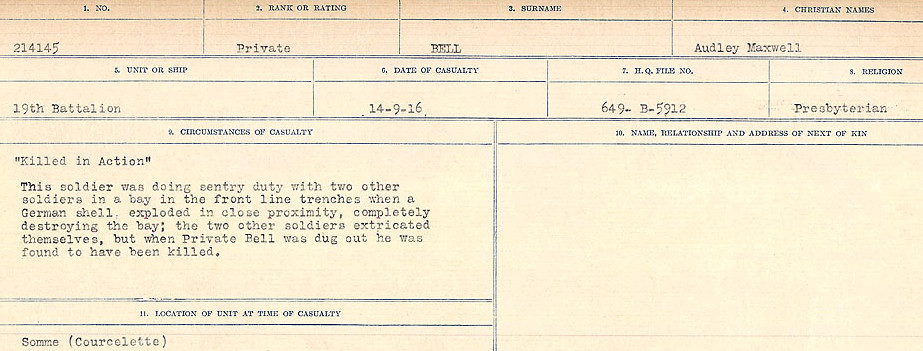 1. NO. 2. RANK OR RATING 3. SURNAME 4. CHRISTIAN NAMES
214145 Private BELL Audley Maxwell
5. UNIT OR SHIP 6. DATE OF CASUALTY 7. H.Q. FILE NO. 8. RELIGION
19th Battalion 14-9-16 649- B-5912 Presbyterian
9. CIRCUMSTANCES OF CASUALTY 10. NAME, RELATIONSHIP AND ADDRESS OF NEXT OF KIN
"Killed in Action"
This soldier was doing sentry duty with two other
soldiers in a bay in the front line trenches when a
German shell exploded in close proximity, completely
destroying the bay; the two other soldiers extricated
themselves, but when Private Bell was dug out he was
found to have been killed.
11. LOCATION OF UNIT AT TIME OF CASUALTY
Somme (Courcelette)